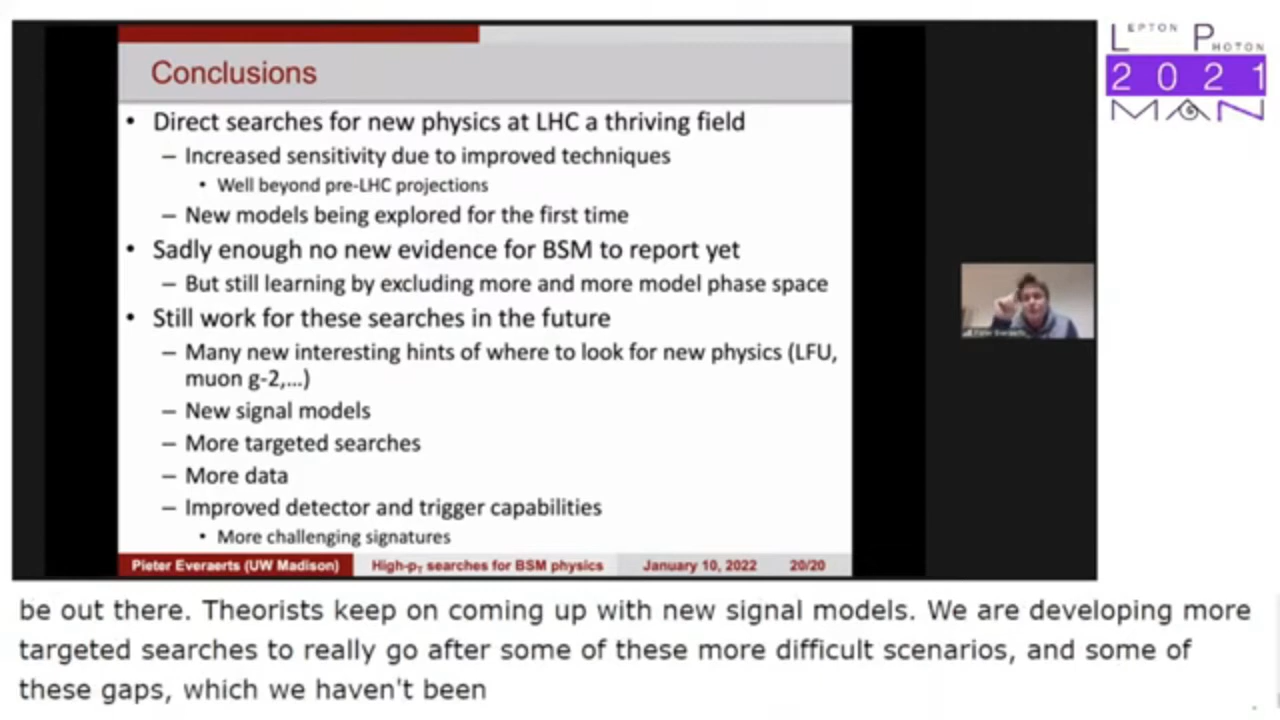 LEPTON PHOTON
2021
MAN
Conclusions
• Direct searches for new physics at LHC a thriving field
– Increased sensitivity due to improved techniques
• Well beyond pre-LHC projections
– New models being explored for the first time
• Sadly enough no new evidence for BSM to report yet
– But still learning by excluding more and more model phase space
• Still work for these searches in the future
– Many new interesting hints of where to look for new physics (LFU,
muon g-2,...)
– New signal models
– More targeted searches
– More data
– Improved detector and trigger capabilities
• More challenging signatures
Pieter Everaerts (UW Madison) High-pT searches for BSM physics January 10, 2022 20/20
Pieter Everaerts
be out there. Theorists keep on coming up with new signal models. We are developing more
targeted searches to really go after some of these more difficult scenarios, and some of
these gaps, which we haven't been